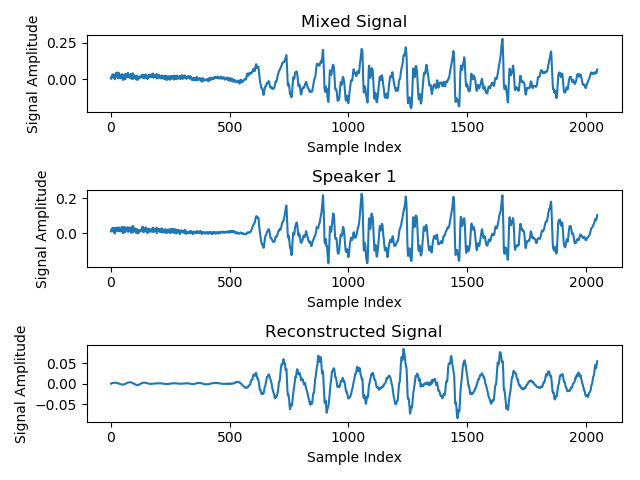 Mixed Signal
Signal Amplitude
0.25
0.00
0 500 1000 1500 2000
Sample Index
Speaker 1
Signal Amplitude
0.2
0.0
0 500 1000 1500 2000
Sample Index
Reconstructed Signal
Signal Amplitude
0.05
0.00
−0.05
0 500 1000 1500 2000
Sample Index